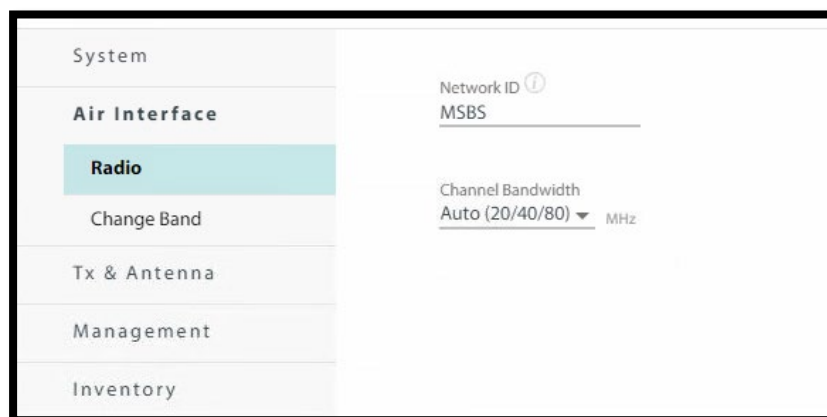 System
Air Interface
Radio
Change Band
Tx & Antenna
Management
Inventory
Network ID
MSBS
Channel Bandwidth
Auto (20/40/80) MHz